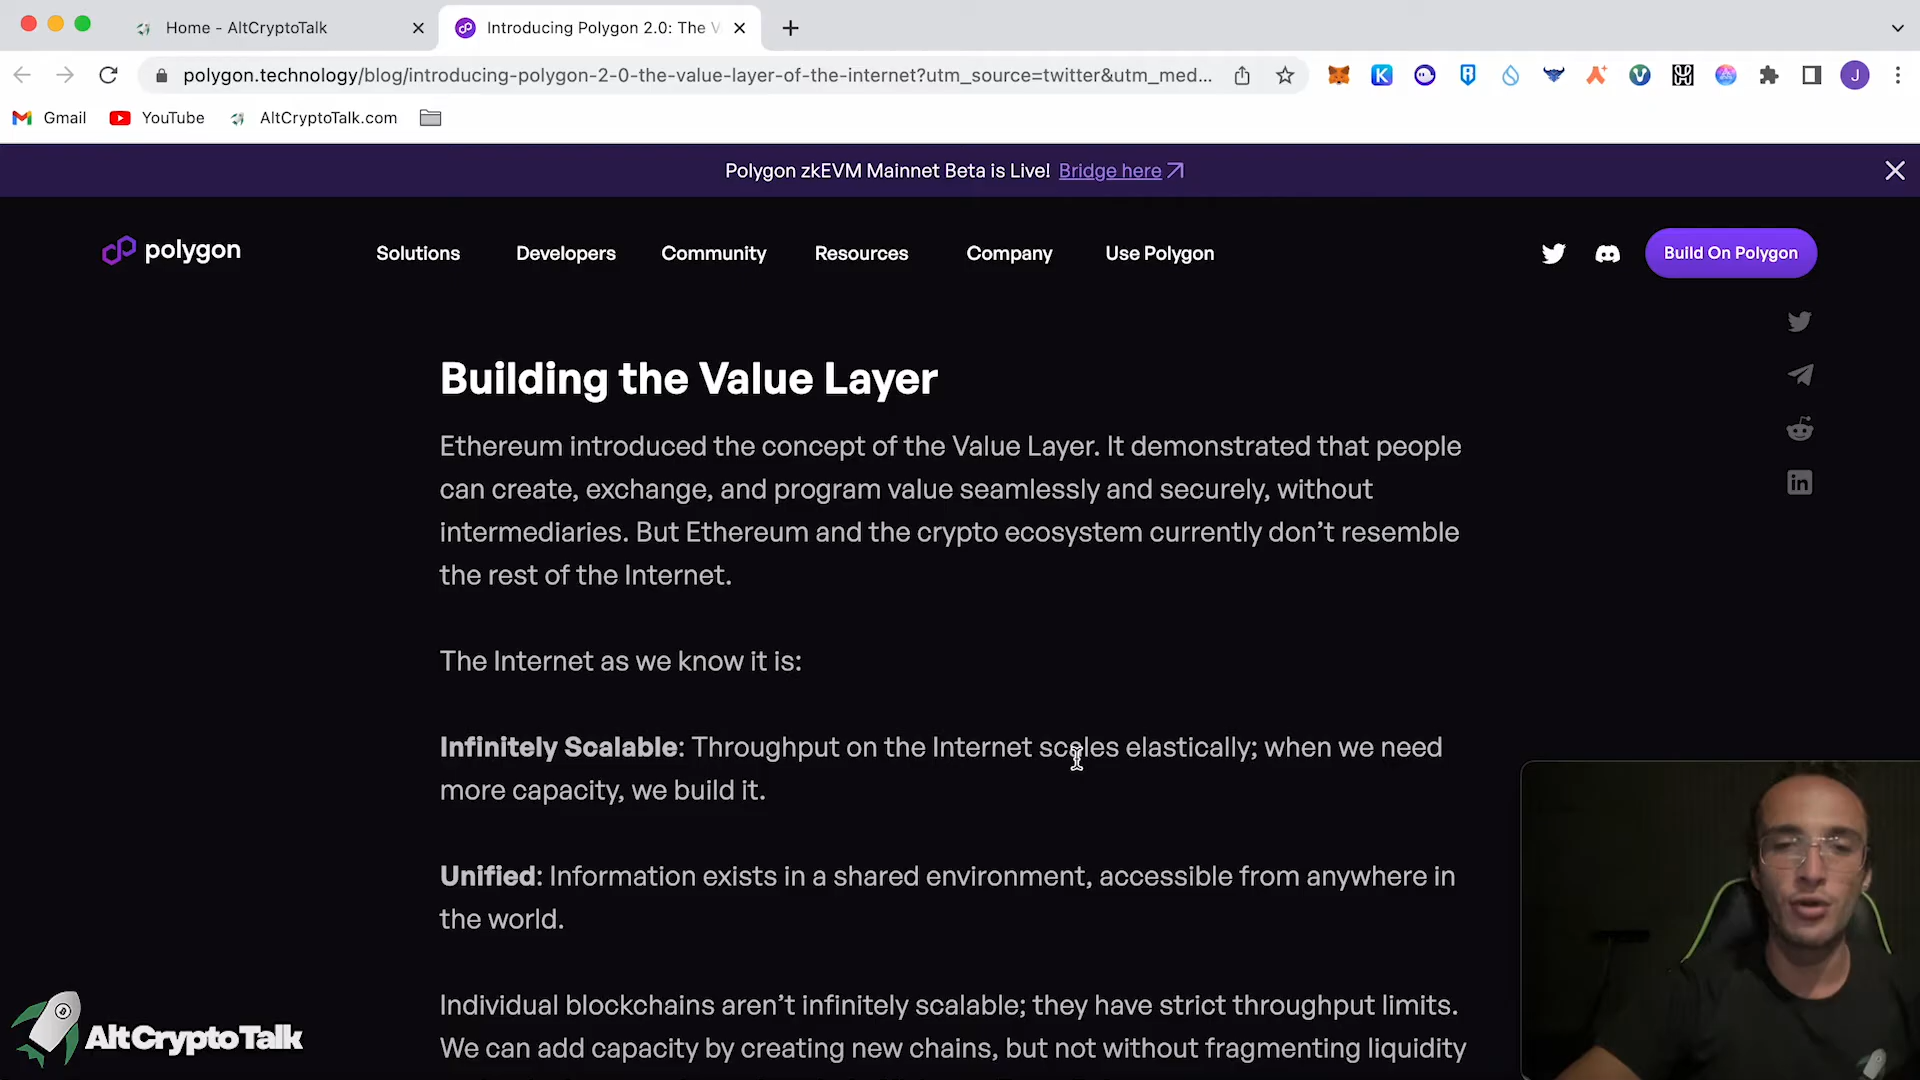 Home - AltCryptoTalk
Introducing Polygon 2.0: The V
polygon.technology/blog/introducing-polygon-2-0-the-value-layer-of-the-internet?utm_source=twitter&utm_med...
J
Gmail
YouTube
AltCryptoTalk.com
Polygon zkEVM Mainnet Beta is Live! Bridge here
polygon
Solutions
Developers
Community
Resources
Company
Use Polygon
Build On Polygon
Building the Value Layer
Ethereum introduced the concept of the Value Layer. It demonstrated that people
can create, exchange, and program value seamlessly and securely, without
intermediaries. But Ethereum and the crypto ecosystem currently don’t resemble
the rest of the Internet.
The Internet as we know it is:
Infinitely Scalable: Throughput on the Internet scales elastically; when we need
more capacity, we build it.
Unified: Information exists in a shared environment, accessible from anywhere in
the world.
Individual blockchains aren’t infinitely scalable; they have strict throughput limits.
We can add capacity by creating new chains, but not without fragmenting liquidity
AltCryptoTalk